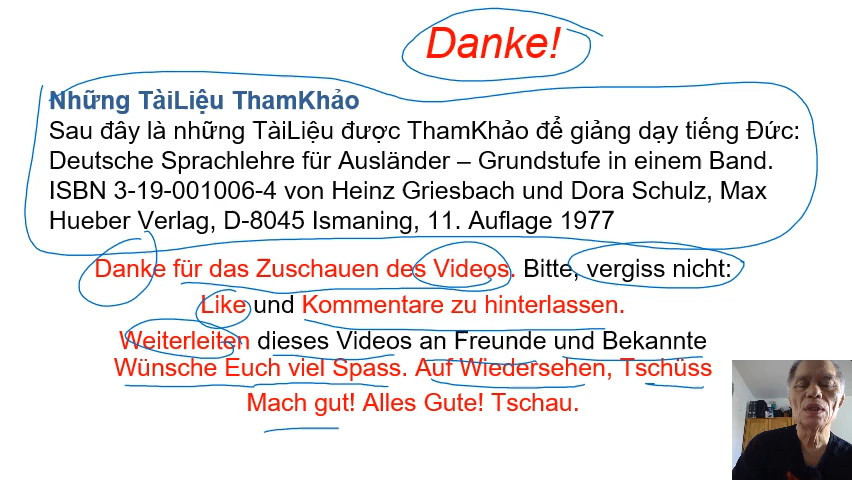 Danke!
Những TàiLiệu ThamKhảo
Sau đây là những TàiLiệu được ThamKhảo để giảng dạy tiếng Đức:
Deutsche Sprachlehre für Ausländer – Grundstufe in einem Band.
ISBN 3-19-001006-4 von Heinz Griesbach und Dora Schulz, Max
Hueber Verlag, D-8045 Ismaning, 11. Auflage 1977
Danke für das Zuschauen des Videos. Bitte, vergiss nicht:
Like und Kommentare zu hinterlassen.
Weiterleiten dieses Videos an Freunde und Bekannte
Wünsche Euch viel Spass. Auf Wiedersehen, Tschüss
Mach gut! Alles Gute! Tschau.